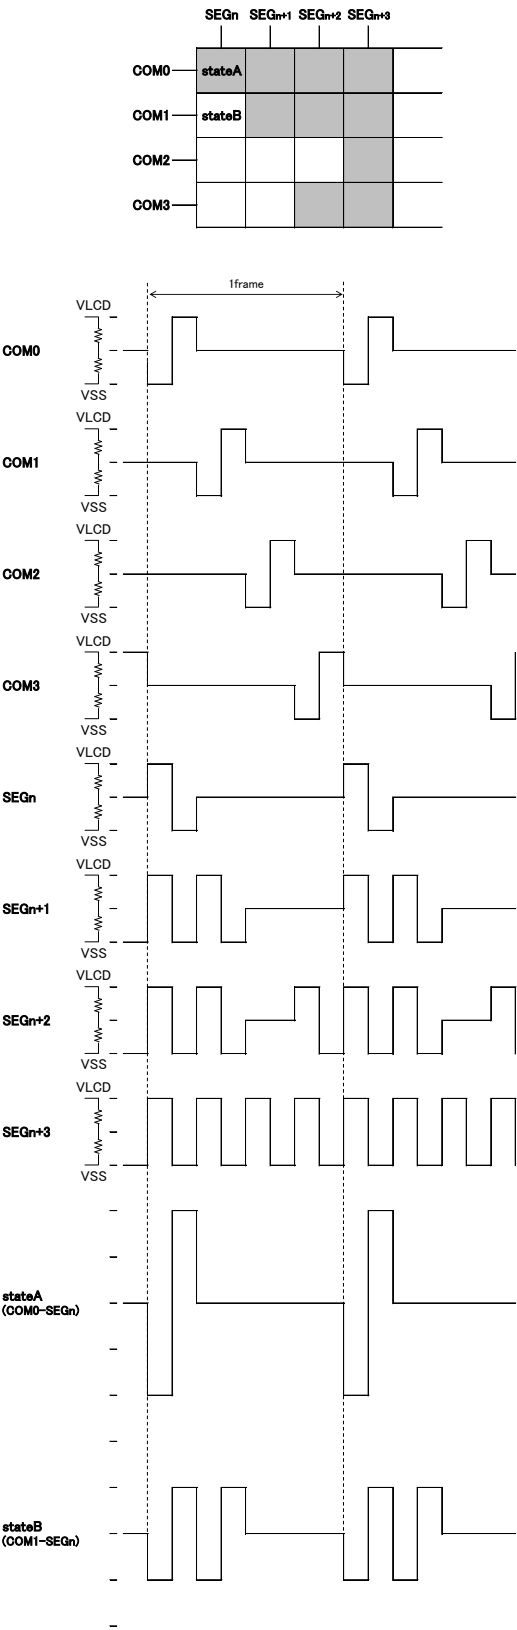 SEGn SEGn+1 SEGn+2 SEGn+3
COM0 stateA
COM1 stateB
COM2
COM3
1frame
VLCD
COM0
VSS
VLCD
COM1
VSS
VLCD
COM2
VSS
VLCD
COM3
VSS
VLCD
SEGn
VSS
VLCD
SEGn+1
VSS
VLCD
SEGn+2
VSS
VLCD
SEGn+3
VSS
stateA
(COM0-SEGn)
stateB
(COM1-SEGn)